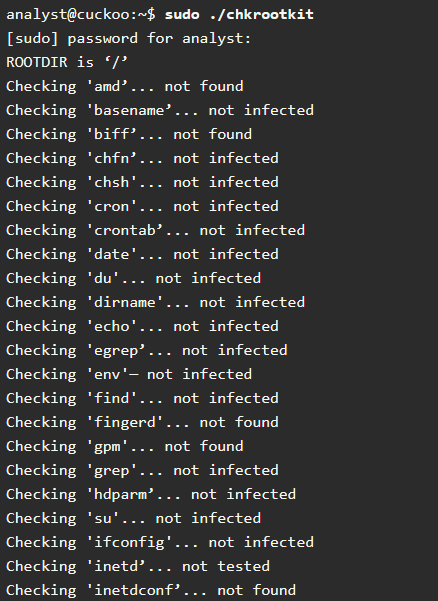 analyst@cuckoo:~$ sudo ./chkrootkit
[sudo] password for analyst:
ROOTDIR is ‘/’
Checking 'amd’... not found
Checking 'basename’... not infected
Checking 'biff’... not found
Checking 'chfn’... not infected
Checking 'chsh'... not infected
Checking 'cron'... not infected
Checking 'crontab’... not infected
Checking 'date'... not infected
Checking 'du'... not infected
Checking 'dirname'... not infected
Checking 'echo'... not infected
Checking 'egrep’... not infected
Checking 'env'— not infected
Checking 'find'... not infected
Checking 'fingerd'... not found
Checking 'gpm'... not found
Checking 'grep'... not infected
Checking 'hdparm’... not infected
Checking 'su'... not infected
Checking 'ifconfig'... not infected
Checking 'inetd’... not tested
Checking 'inetdconf’... not found